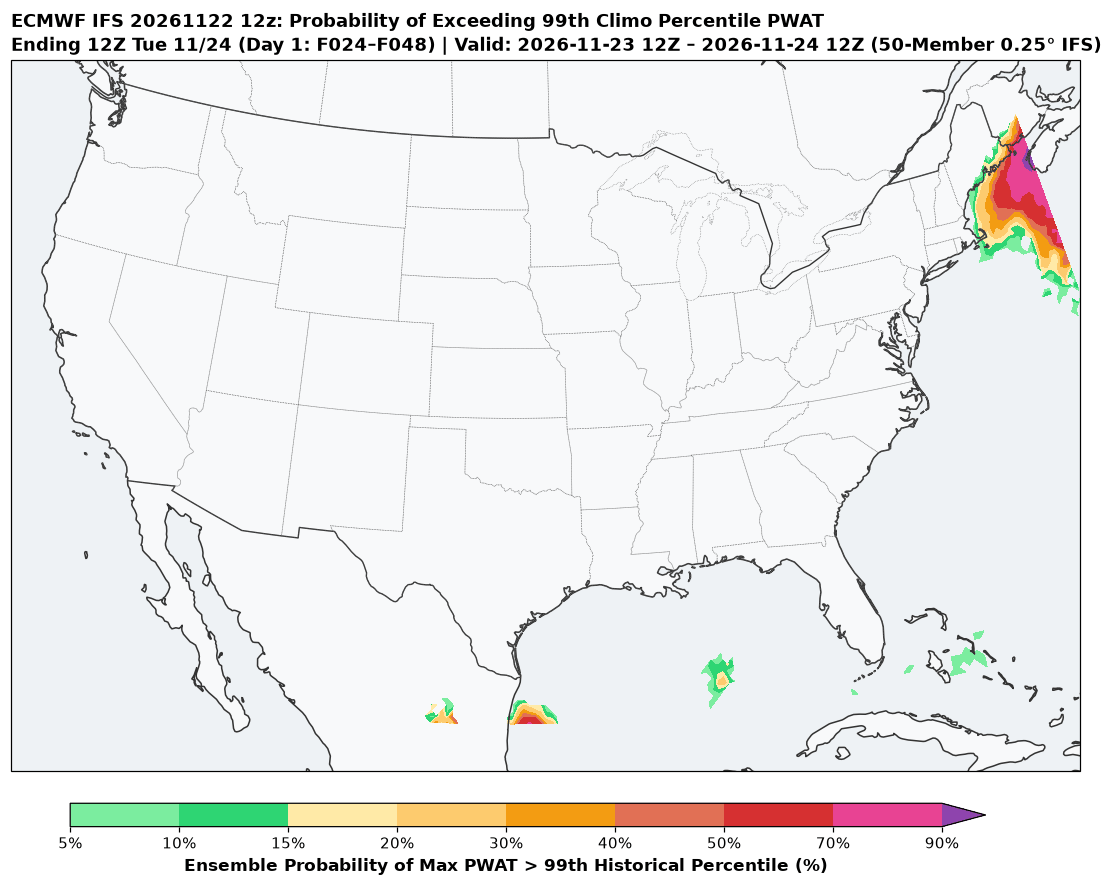 ECMWF IFS 20261122 12z: Probability of Exceeding 99th Climo Percentile PWAT
Ending 12Z Tue 11/24 (Day 1: F024–F048) | Valid: 2026-11-23 12Z – 2026-11-24 12Z (50-Member 0.25° IFS)
5% 10% 15% 20% 30% 40% 50% 70% 90%
Ensemble Probability of Max PWAT > 99th Historical Percentile (%)